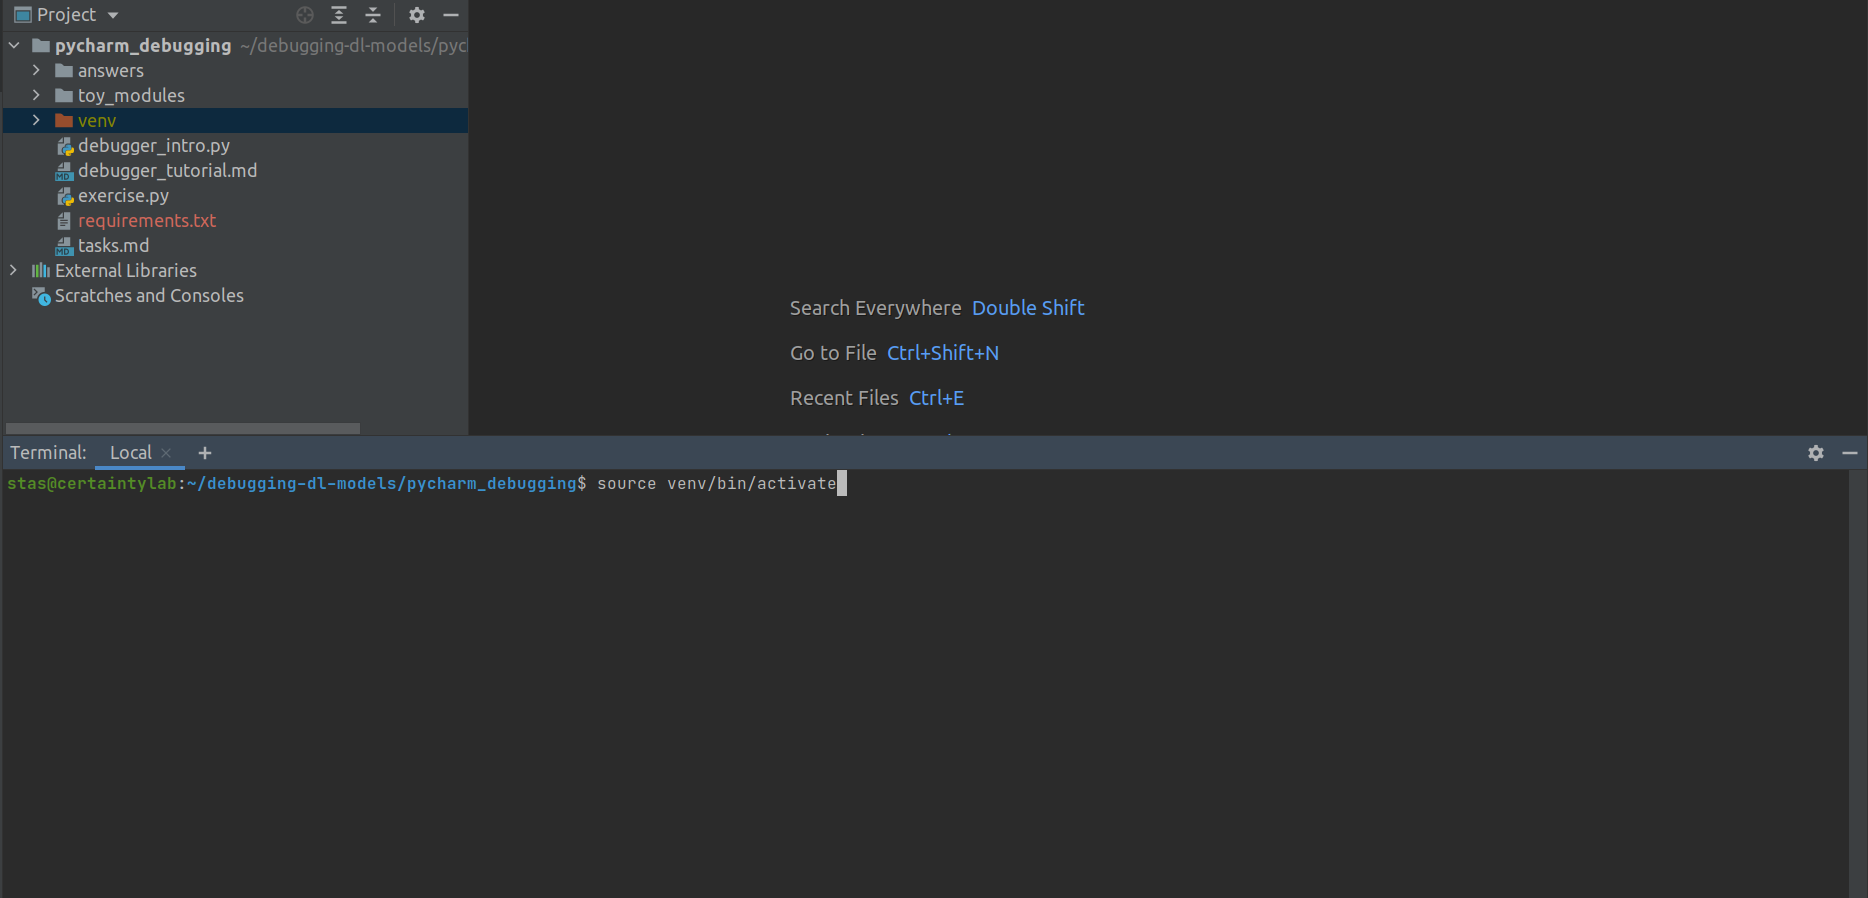 Project
pycharm_debugging ~/debugging-dl-models/pyc
answers
toy_modules
venv
debugger_intro.py
debugger_tutorial.md
exercise.py
requirements.txt
tasks.md
External Libraries
Scratches and Consoles
Search Everywhere Double Shift
Go to File Ctrl+Shift+N
Recent Files Ctrl+E
Terminal: Local
stas@certaintylab:~/debugging-dl-models/pycharm_debugging$ source venv/bin/activate